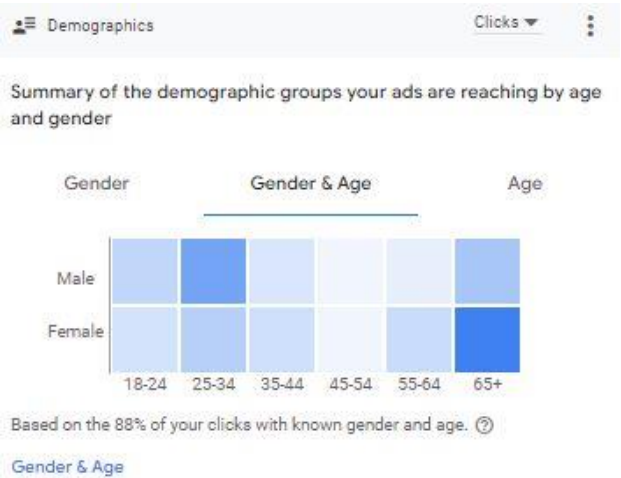 Demographics Clicks
Summary of the demographic groups your ads are reaching by age
and gender
Gender Gender & Age Age
Male
Female
18-24 25-34 35-44 45-54 55-64 65+
Based on the 88% of your clicks with known gender and age. ?
Gender & Age